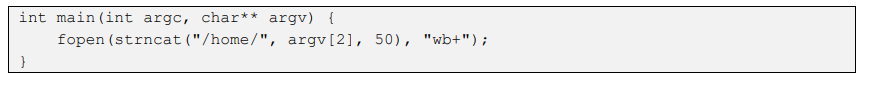 int main(int argc, char** argv) {
    fopen(strncat("/home/", argv[2], 50), "wb+");
}